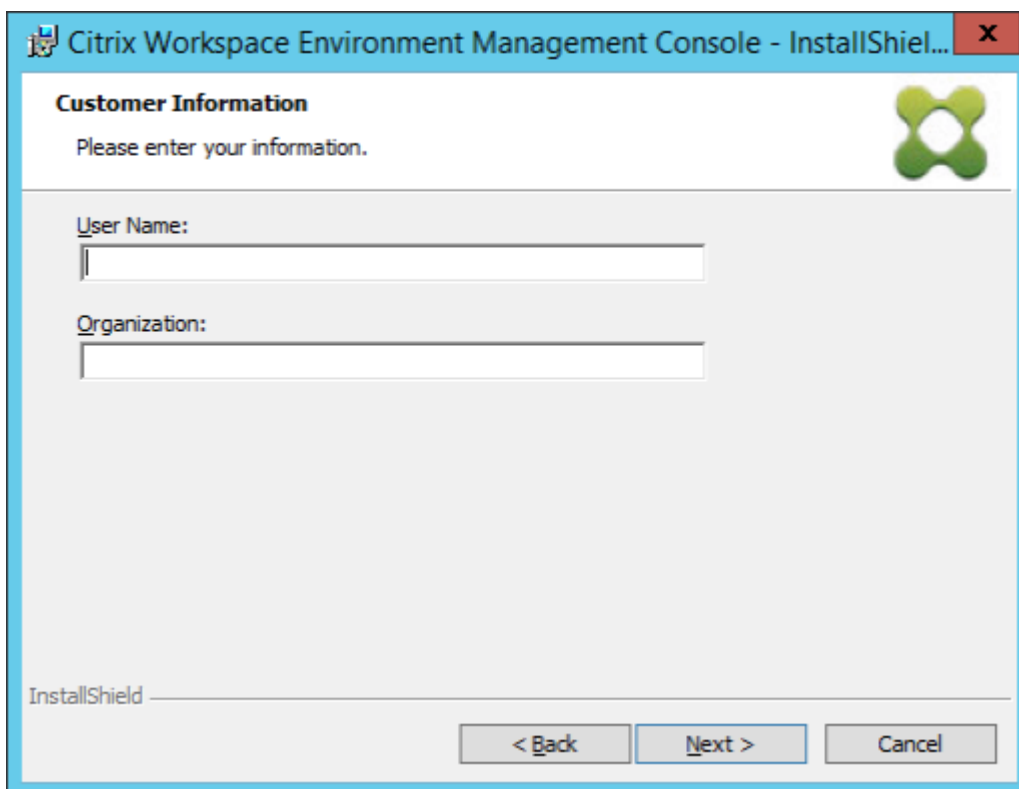 Citrix Workspace Environment Management Console - InstallShiel...
x
Customer Information
Please enter your information.
User Name:
Organization:
InstallShield
< Back
Next >
Cancel